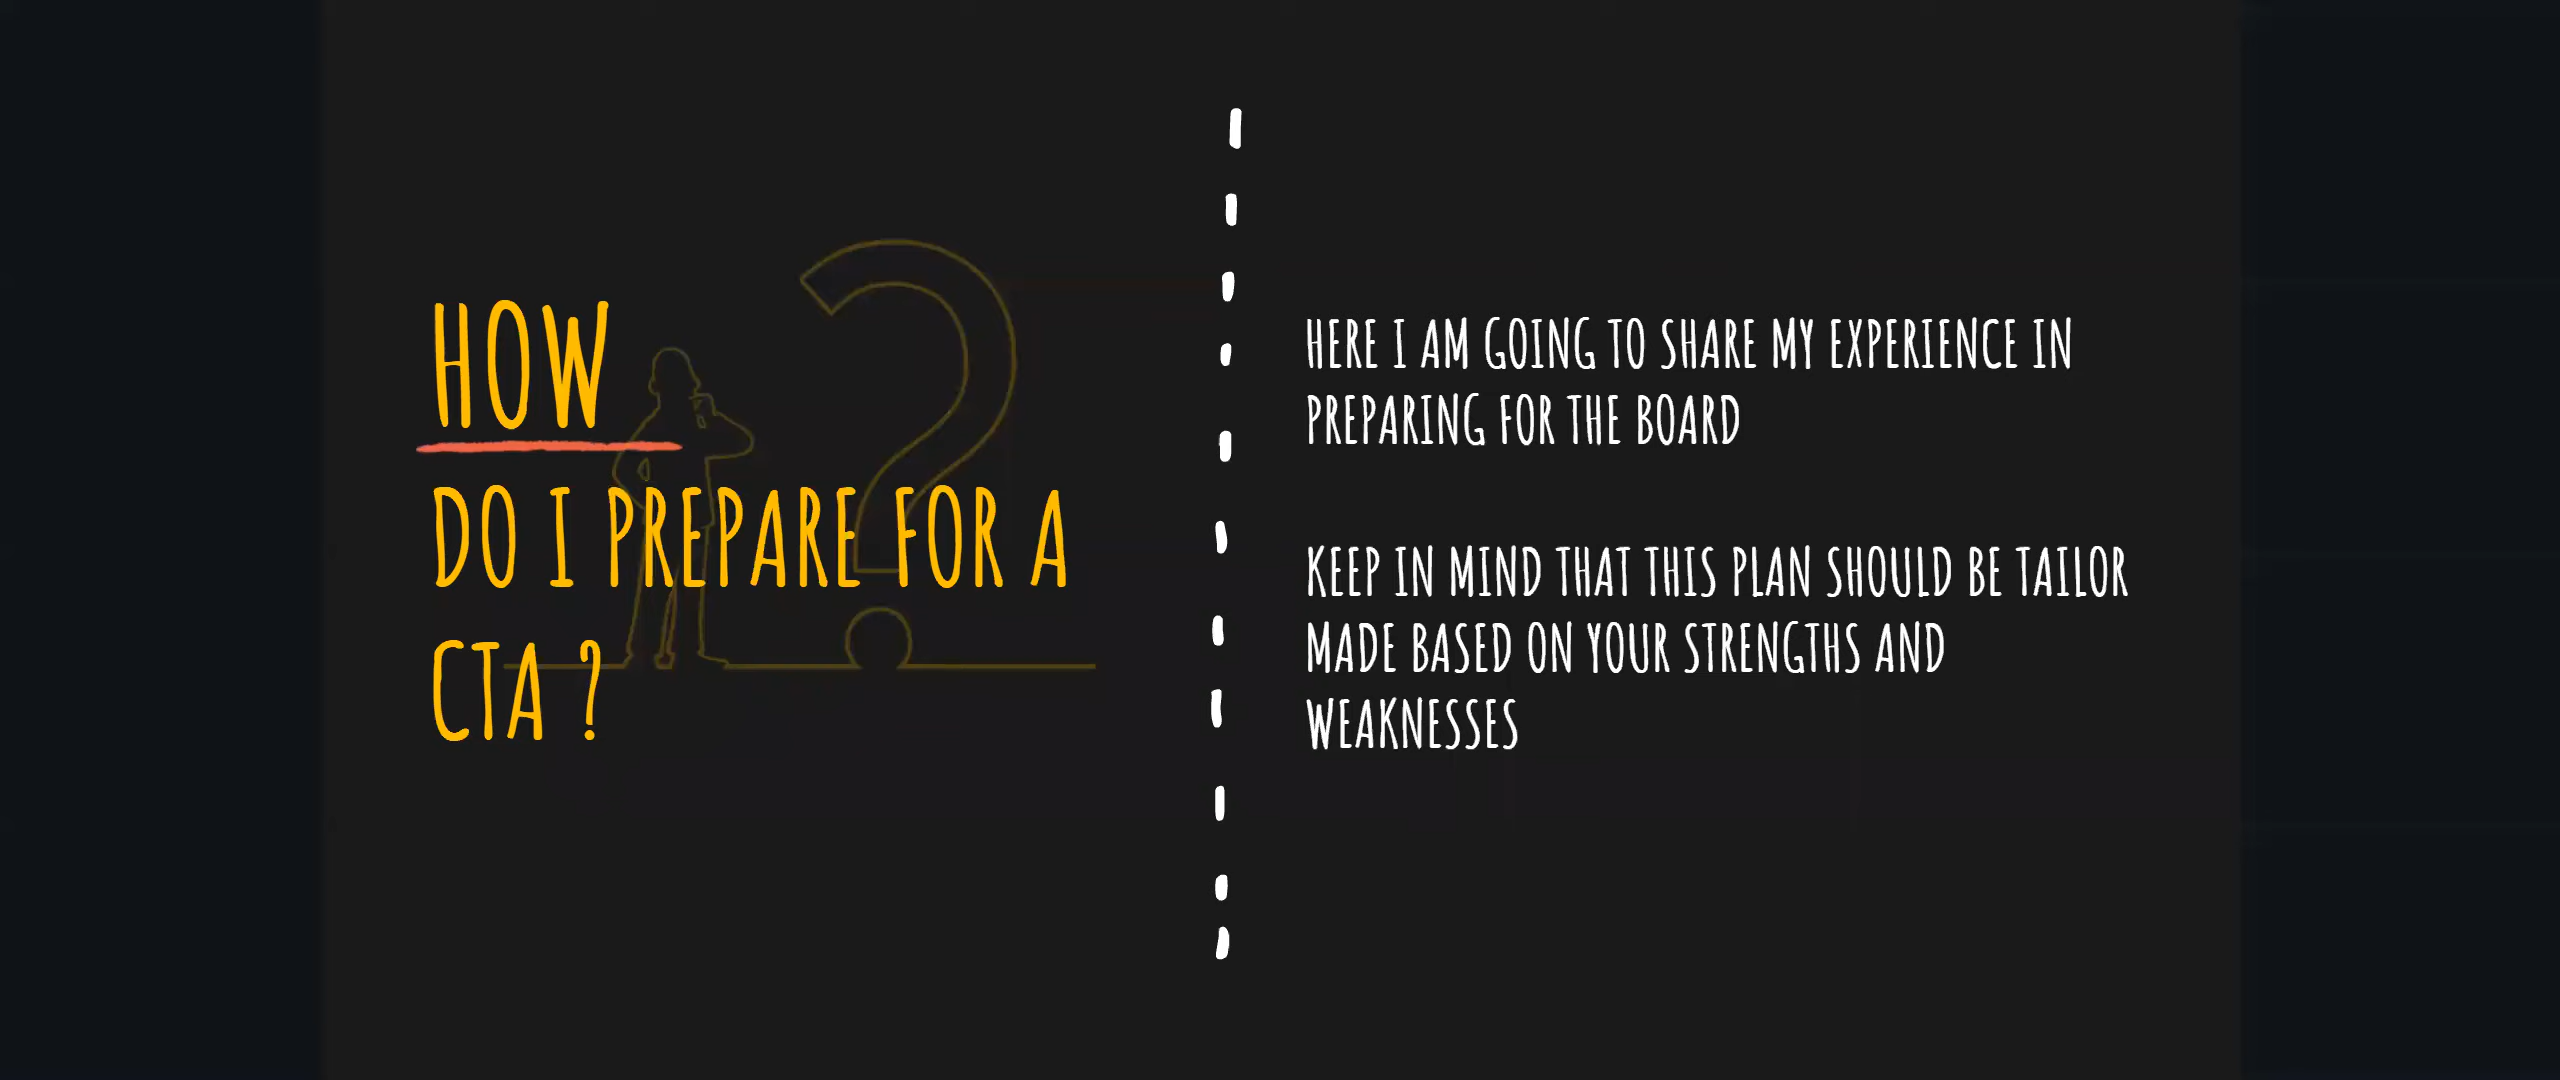 HOW
DO I PREPARE FOR A
CTA ?
HERE I AM GOING TO SHARE MY EXPERIENCE IN
PREPARING FOR THE BOARD
KEEP IN MIND THAT THIS PLAN SHOULD BE TAILOR
MADE BASED ON YOUR STRENGTHS AND
WEAKNESSES